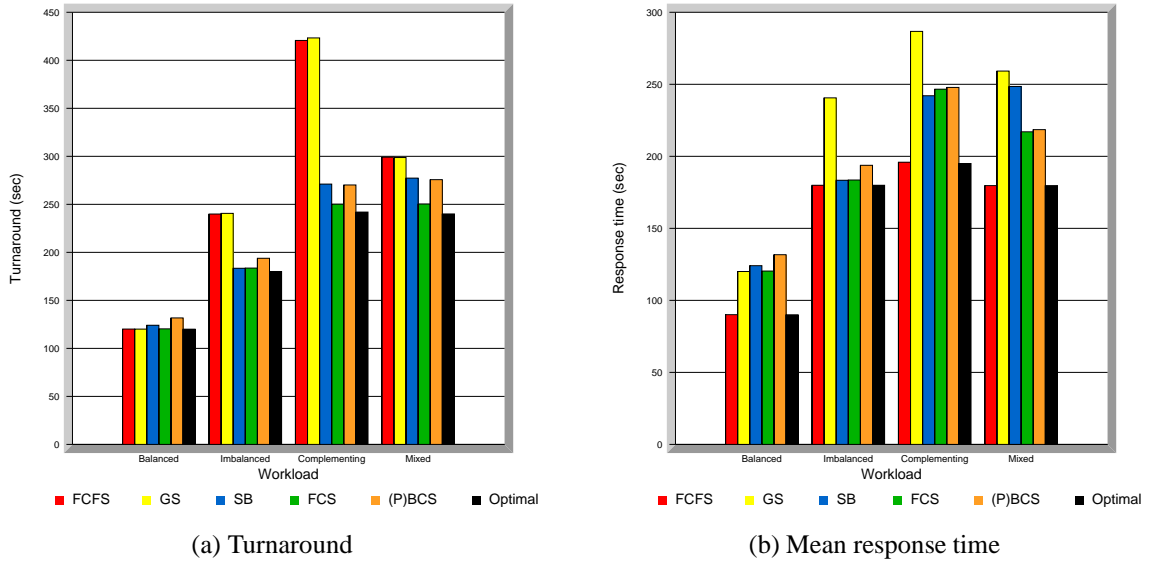 450
400
350
300
250
200
150
100
50
0
Turnaround (sec)
Balanced Imbalanced Complementing Mixed
Workload
FCFS GS SB FCS (P)BCS Optimal
(a) Turnaround
300
250
200
150
100
50
0
Response time (sec)
Balanced Imbalanced Complementing Mixed
Workload
FCFS GS SB FCS (P)BCS Optimal
(b) Mean response time